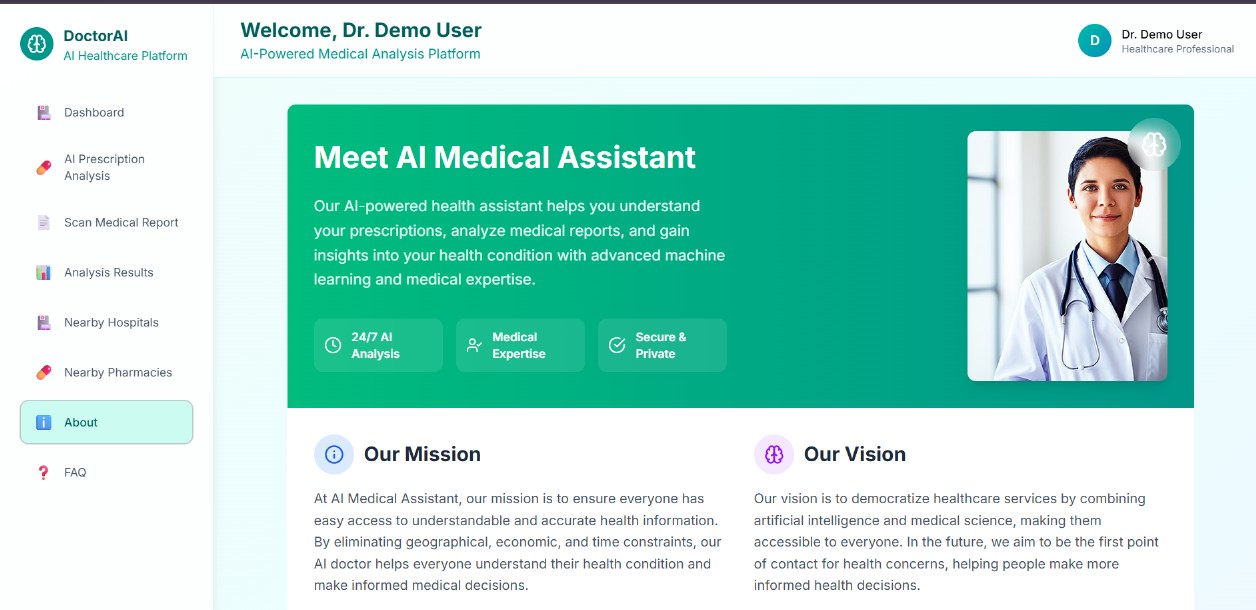 DoctorAI
AI Healthcare Platform
Dashboard
AI Prescription
Analysis
Scan Medical Report
Analysis Results
Nearby Hospitals
Nearby Pharmacies
About
FAQ
Welcome, Dr. Demo User
AI-Powered Medical Analysis Platform
D
Dr. Demo User
Healthcare Professional
Meet AI Medical Assistant
Our AI-powered health assistant helps you understand
your prescriptions, analyze medical reports, and gain
insights into your health condition with advanced machine
learning and medical expertise.
24/7 AI
Analysis
Medical
Expertise
Secure &
Private
Our Mission
At AI Medical Assistant, our mission is to ensure everyone has
easy access to understandable and accurate health information.
By eliminating geographical, economic, and time constraints, our
AI doctor helps everyone understand their health condition and
make informed medical decisions.
Our Vision
Our vision is to democratize healthcare services by combining
artificial intelligence and medical science, making them
accessible to everyone. In the future, we aim to be the first point
of contact for health concerns, helping people make more
informed health decisions.